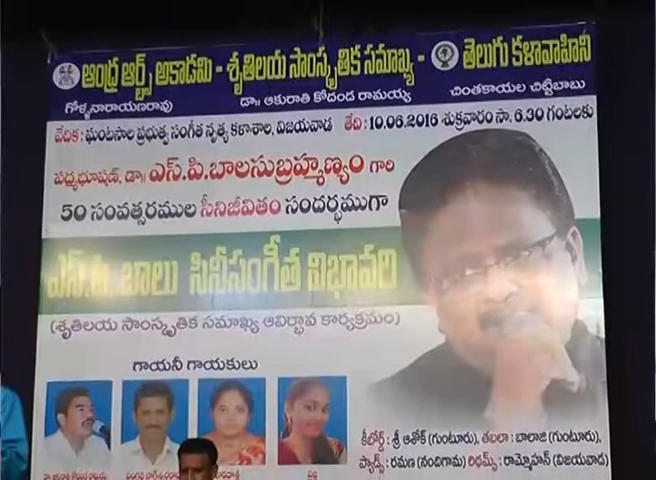 ఆంధ్ర ఆర్ట్స్ అకాడమి - శృతిలయ సాంస్కృతిక సమాఖ్య - తెలుగు కళావాహిని
గోళ్ళనారాయణరావు డా॥ ఆకురాతి కోదండ రామయ్య చింతకాయల చిట్టిబాబు
వేదిక : ఘంటసాల ప్రభుత్వ సంగీత నృత్య కళాశాల, విజయవాడ తేది : 10.06.2016 శుక్రవారం సా. 6.30 గంటలకు
పద్మభూషణ్, డా॥ ఎస్.పి.బాలసుబ్రహ్మణ్యం గారి
50 సంవత్సరముల సినీజీవితం సందర్భముగా
ఎస్.పి. బాలు సినీసంగీత విభావరి
(శృతిలయ సాంస్కృతిక సమాఖ్య ఆవిర్భావ కార్యక్రమం)
గాయనీ గాయకులు
కీబోర్డ్ : శ్రీ అశోక్ (గుంటూరు), తబలా : బాలాజి (గుంటూరు),
ప్యాడ్స్ : రమణ (నందిగామ) రిథమ్స్ : రామ్మోహన్ (విజయవాడ)